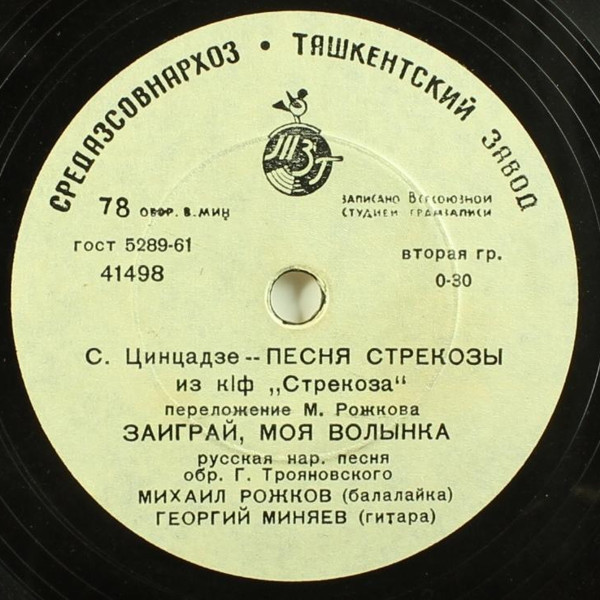 СРЕДАЗСОВНАРХОЗ • ТАШКЕНТСКИЙ ЗАВОД
ТЗГ
78 ОБОР. В. МИН
ЗАПИСАНО ВСЕСОЮЗНОЙ
СТУДИЕЙ ГРАМЗАПИСИ
ГОСТ 5289-61
41498
ВТОРАЯ ГР.
0-30
С. Цинцадзе -- ПЕСНЯ СТРЕКОЗЫ
из к|ф „Стрекоза“
переложение М. Рожкова
ЗАИГРАЙ, МОЯ ВОЛЫНКА
русская нар. песня
обр. Г. Трояновского
МИХАИЛ РОЖКОВ (балалайка)
ГЕОРГИЙ МИНЯЕВ (гитара)